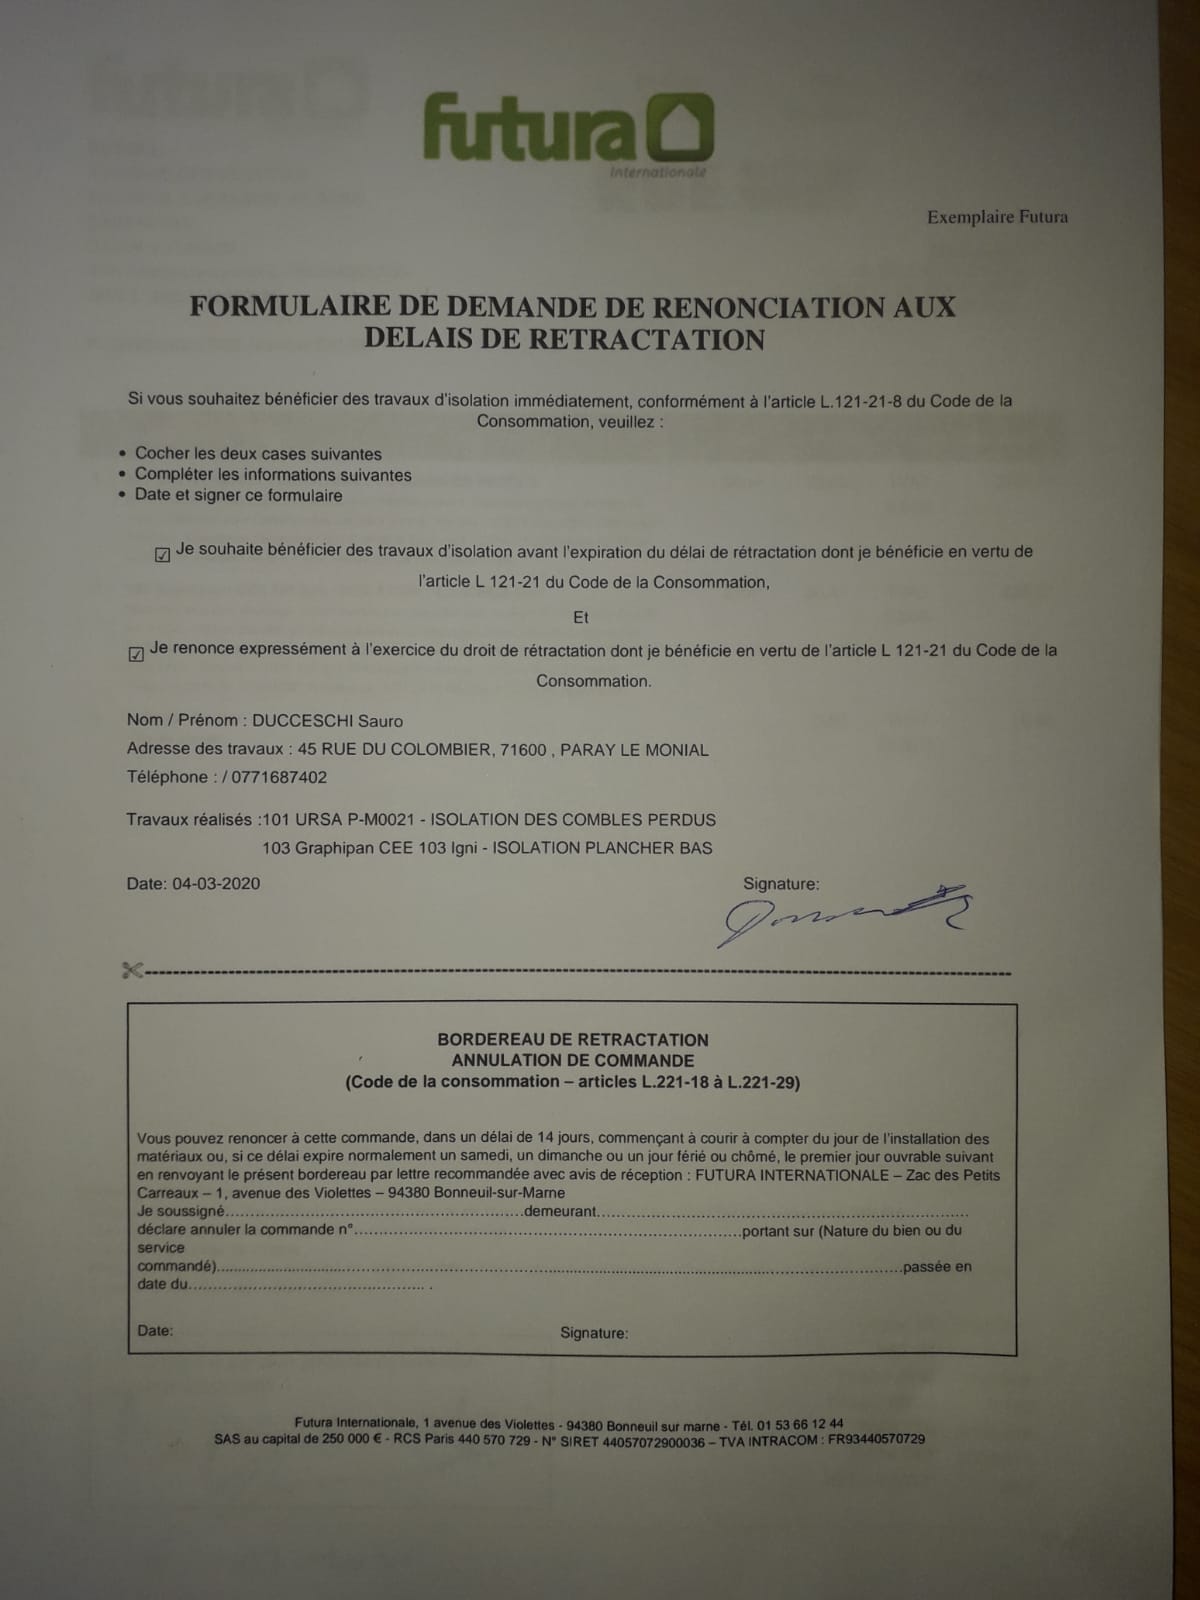 futura
Internationale
Exemplaire Futura
FORMULAIRE DE DEMANDE DE RENONCIATION AUX
DELAIS DE RETRACTATION
Si vous souhaitez bénéficier des travaux d'isolation immédiatement, conformément à l'article L.121-21-8 du Code de la
Consommation, veuillez :
• Cocher les deux cases suivantes
• Compléter les informations suivantes
• Date et signer ce formulaire
☑ Je souhaite bénéficier des travaux d'isolation avant l'expiration du délai de rétractation dont je bénéficie en vertu de
l'article L 121-21 du Code de la Consommation,
Et
☑ Je renonce expressément à l'exercice du droit de rétractation dont je bénéficie en vertu de l'article L 121-21 du Code de la
Consommation.
Nom / Prénom : DUCCESCHI Sauro
Adresse des travaux : 45 RUE DU COLOMBIER, 71600 , PARAY LE MONIAL
Téléphone : / 0771687402
Travaux réalisés :101 URSA P-M0021 - ISOLATION DES COMBLES PERDUS
103 Graphipan CEE 103 Igni - ISOLATION PLANCHER BAS
Date: 04-03-2020 Signature:
BORDEREAU DE RETRACTATION
ANNULATION DE COMMANDE
(Code de la consommation – articles L.221-18 à L.221-29)
Vous pouvez renoncer à cette commande, dans un délai de 14 jours, commençant à courir à compter du jour de l'installation des
matériaux ou, si ce délai expire normalement un samedi, un dimanche ou un jour férié ou chômé, le premier jour ouvrable suivant
en renvoyant le présent bordereau par lettre recommandée avec avis de réception : FUTURA INTERNATIONALE – Zac des Petits
Carreaux – 1, avenue des Violettes – 94380 Bonneuil-sur-Marne
Je soussigné......................................................demeurant....................................................................
déclare annuler la commande n°.......................................................................portant sur (Nature du bien ou du
service
commandé).............................................................................................................................passée en
date du........................................... .
Date: Signature:
Futura Internationale, 1 avenue des Violettes - 94380 Bonneuil sur marne - Tél. 01 53 66 12 44
SAS au capital de 250 000 € - RCS Paris 440 570 729 - N° SIRET 44057072900036 – TVA INTRACOM : FR93440570729